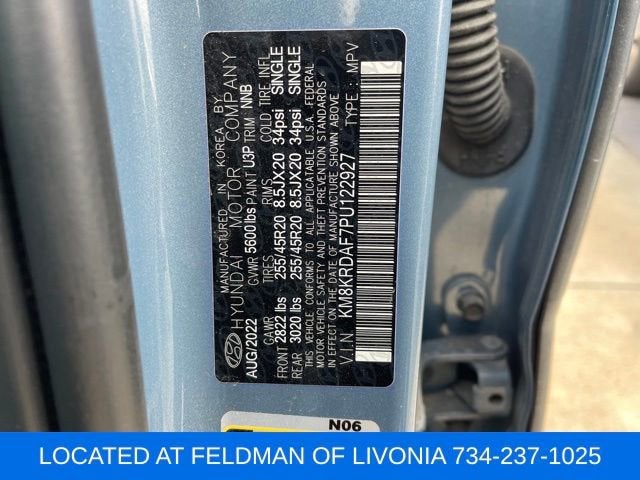 MANUFACTURED IN KOREA BY
HYUNDAI MOTOR COMPANY
AUG/2022 GVWR 5600lbs PAINT U3P TRIM NNB
GAWR TIRES RIMS COLD TIRE INFL
FRONT 2822 lbs 255/45R20 8.5JX20 34psi SINGLE
REAR 3020 lbs 255/45R20 8.5JX20 34psi SINGLE
THIS VEHICLE CONFORMS TO ALL APPLICABLE U.S.A. FEDERAL
MOTOR VEHICLE SAFETY AND THEFT PREVENTION STANDARDS
IN EFFECT ON THE DATE OF MANUFACTURE SHOWN ABOVE
V.I.N : KM8KRDAF7PU122927 TYPE : MPV
N06
LOCATED AT FELDMAN OF LIVONIA 734-237-1025